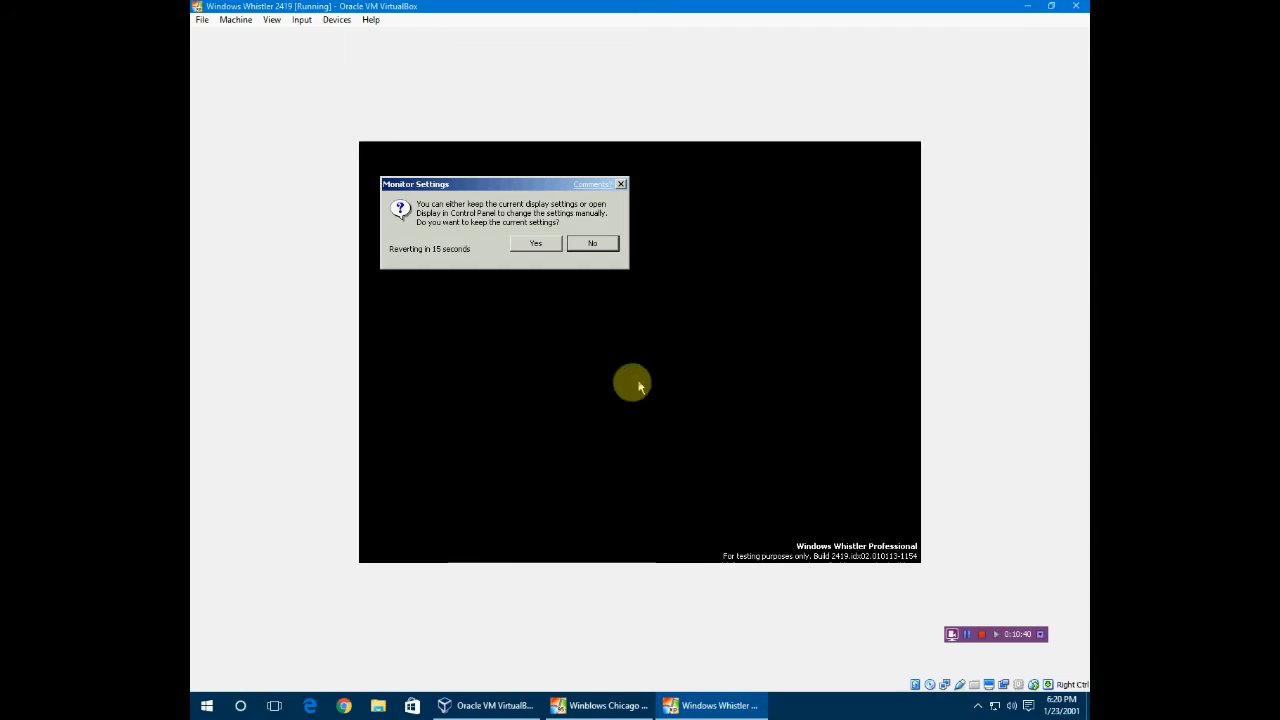 Windows Whistler 2419 [Running] - Oracle VM VirtualBox
File Machine View Input Devices Help
Monitor Settings
Comments?
You can either keep the current display settings or open
Display in Control Panel to change the settings manually.
Do you want to keep the current settings?
Reverting in 15 seconds
Yes
No
Windows Whistler Professional
For testing purposes only. Build 2419.idx02.010113-1154
0:10:40
Right Ctrl
Oracle VM VirtualB...
Winblows Chicago ...
Windows Whistler ...
6:20 PM
1/23/2001